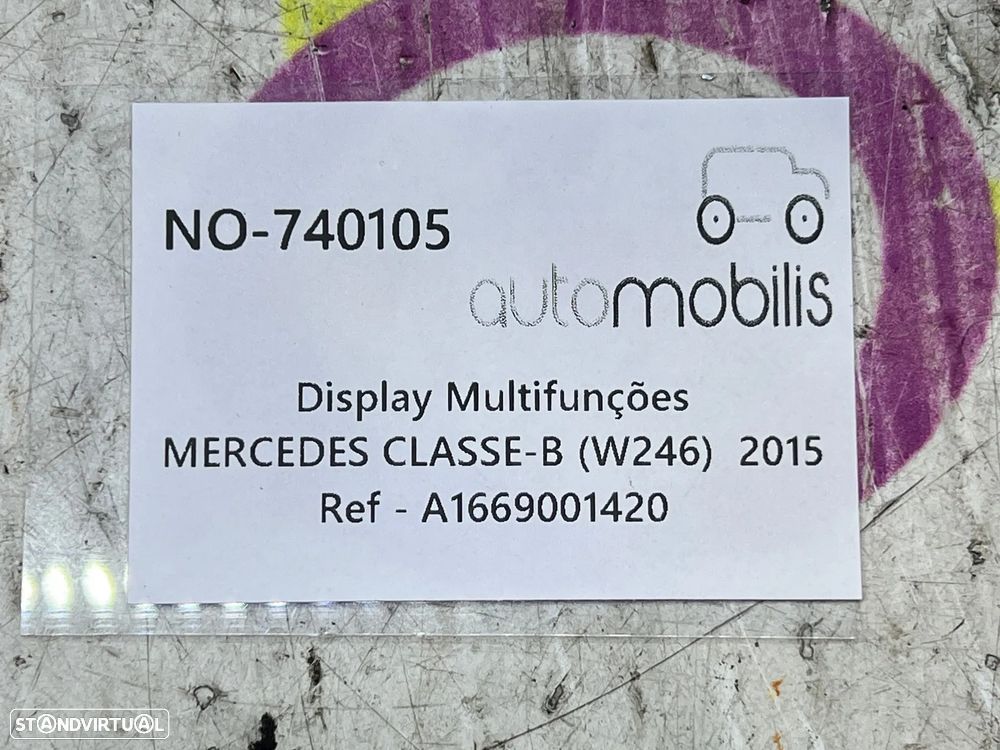 NO-740105
automobilis
Display Multifunções
MERCEDES CLASSE-B (W246) 2015
Ref - A1669001420
STANDVIRTUAL